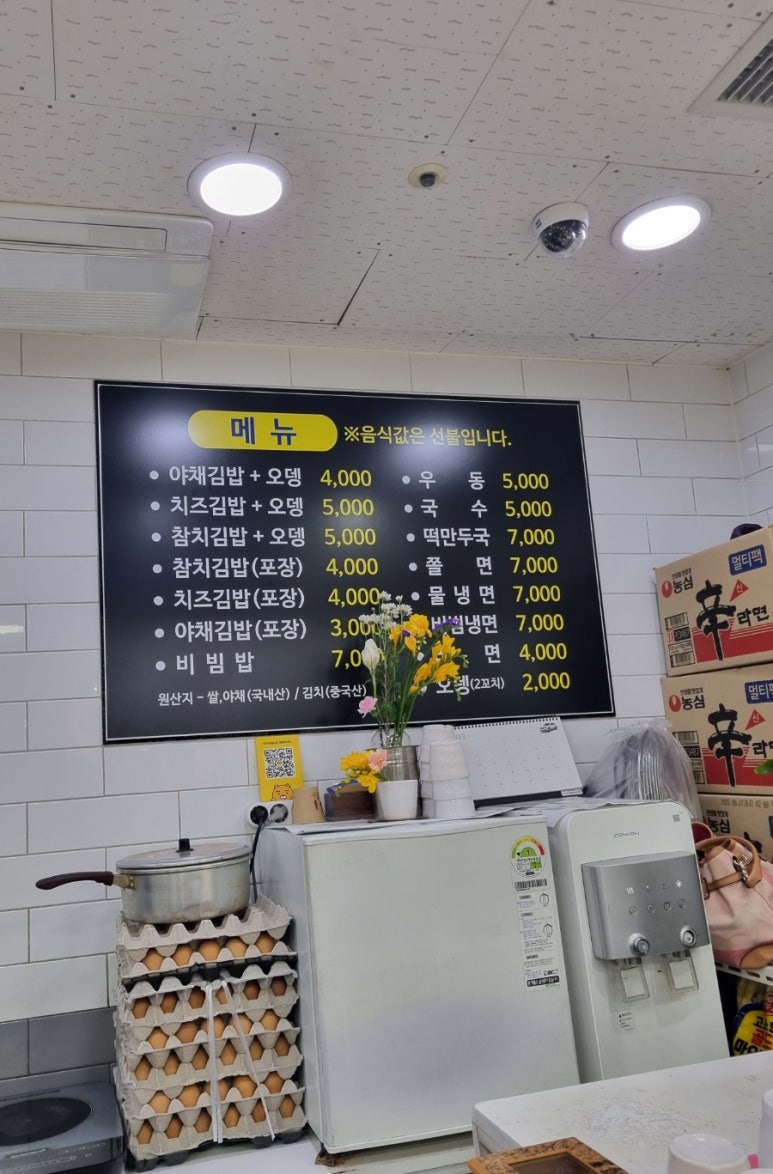 메 뉴
※음식값은 선불입니다.
● 야채김밥 + 오뎅 4,000
● 치즈김밥 + 오뎅 5,000
● 참치김밥 + 오뎅 5,000
● 참치김밥(포장) 4,000
● 치즈김밥(포장) 4,000
● 야채김밥(포장) 3,000
● 비 빔 밥
원산지 - 쌀,야채(국내산) / 김치(중국산)
● 우 동 5,000
● 국 수 5,000
● 떡만두국 7,000
● 쫄 면 7,000
● 물 냉 면 7,000
비빔냉면 7,000
면 4,000
오뎅(2꼬치) 2,000
농심
멀티팩
辛
라면
농심
멀티팩
辛
coway